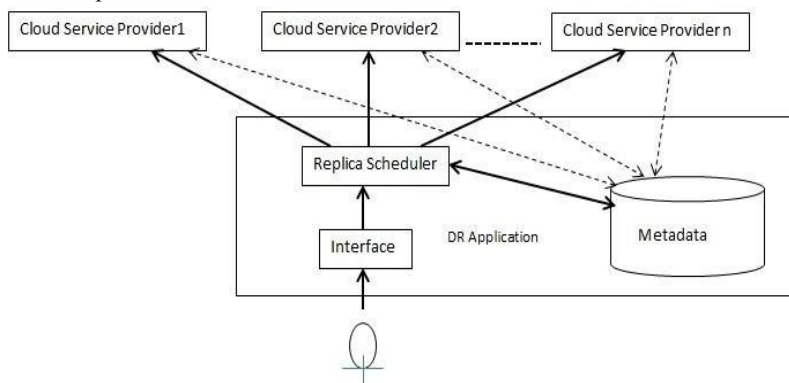 Cloud Service Provider1
Cloud Service Provider2
Cloud Service Provider n
Replica Scheduler
Metadata
DR Application
Interface